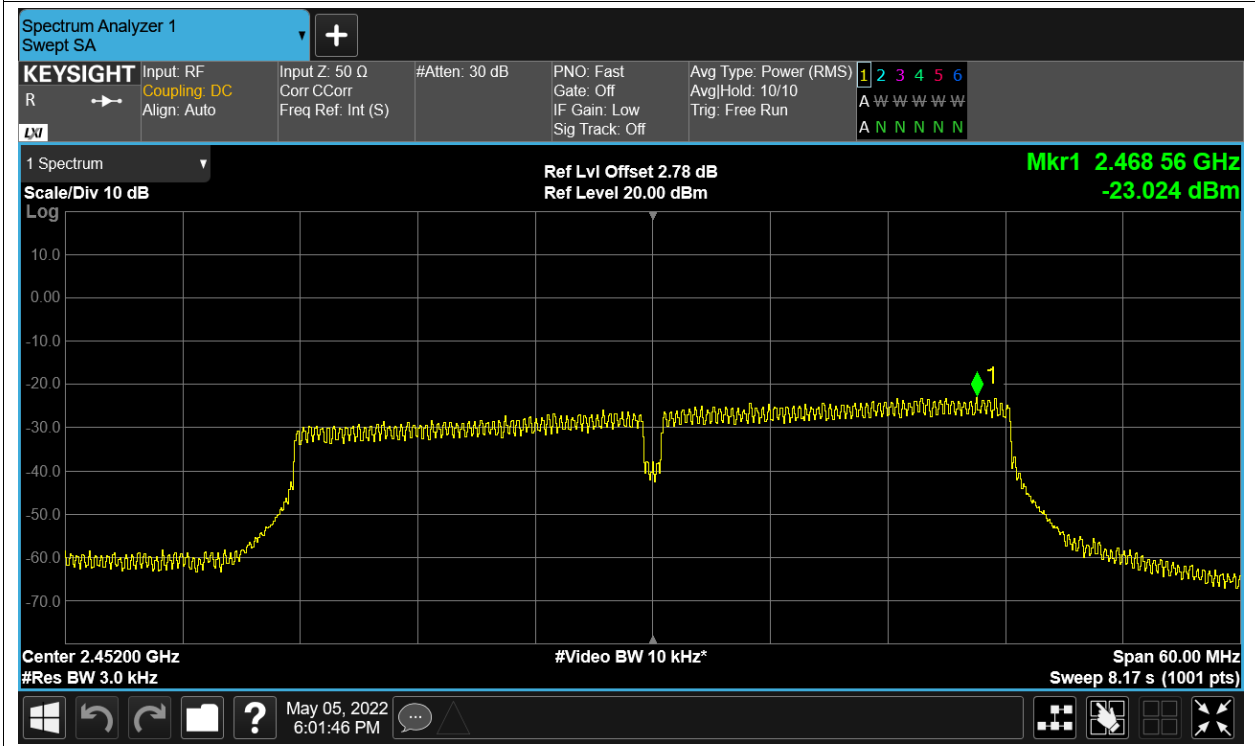 Spectrum Analyzer 1
Swept SA
+
KEYSIGHT
R
LXI
Input: RF
Coupling: DC
Align: Auto
Input Z: 50 Ω
Corr CCorr
Freq Ref: Int (S)
#Atten: 30 dB
PNO: Fast
Gate: Off
IF Gain: Low
Sig Track: Off
Avg Type: Power (RMS)
Avg|Hold: 10/10
Trig: Free Run
1 2 3 4 5 6
A W W W W W
A N N N N N
1 Spectrum
Scale/Div 10 dB
Ref Lvl Offset 2.78 dB
Ref Level 20.00 dBm
Mkr1 2.468 56 GHz
-23.024 dBm
Log
10.0
0.00
-10.0
-20.0
-30.0
-40.0
-50.0
-60.0
-70.0
1
Center 2.45200 GHz
#Res BW 3.0 kHz
#Video BW 10 kHz*
Span 60.00 MHz
Sweep 8.17 s (1001 pts)
?
May 05, 2022
6:01:46 PM